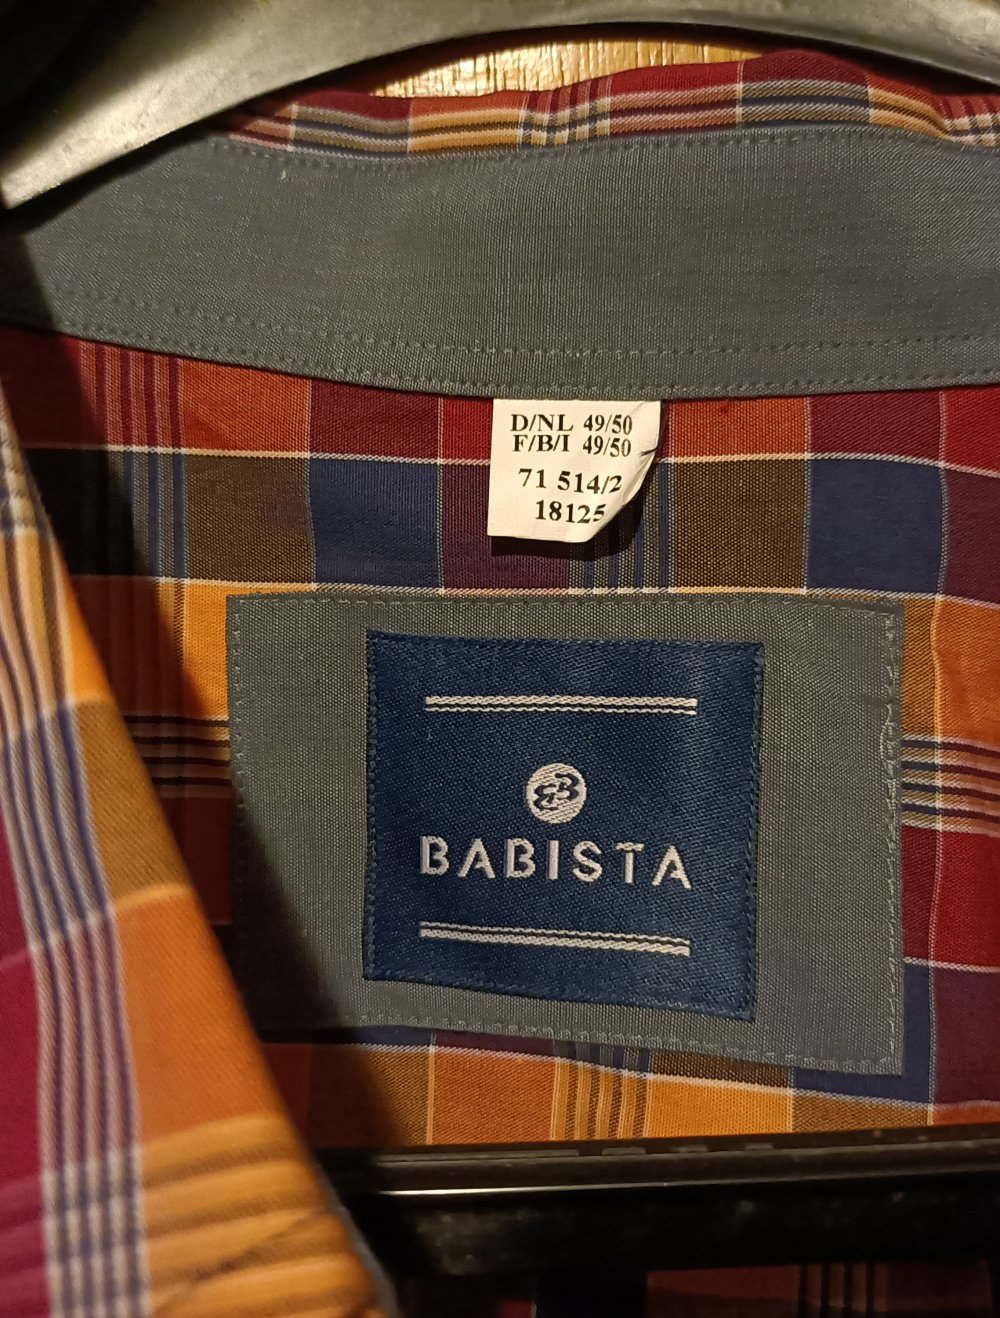 D/NL 49/50
F/B/I 49/50
71 514/2
18125
B B
BABISTA